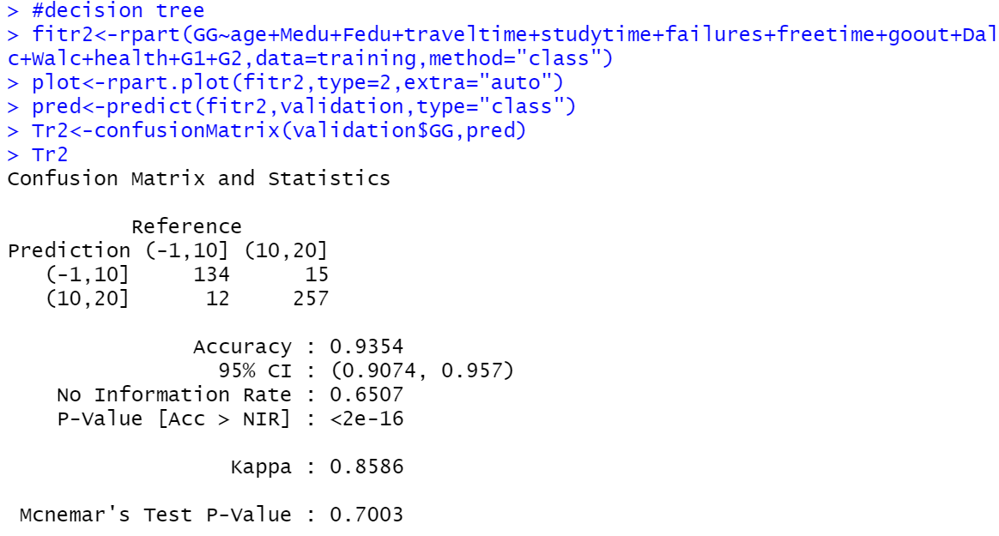 > #decision tree
> fitr2<-rpart(GG~age+Medu+Fedu+traveltime+studytime+failures+freetime+goout+Dal
c+Walc+health+G1+G2,data=training,method="class")
> plot<-rpart.plot(fitr2,type=2,extra="auto")
> pred<-predict(fitr2,validation,type="class")
> Tr2<-confusionMatrix(validation$GG,pred)
> Tr2
Confusion Matrix and Statistics
Reference
Prediction (-1,10] (10,20]
(-1,10] 134 15
(10,20] 12 257
Accuracy : 0.9354
95% CI : (0.9074, 0.957)
No Information Rate : 0.6507
P-Value [Acc > NIR] : <2e-16
Kappa : 0.8586
Mcnemar's Test P-Value : 0.7003